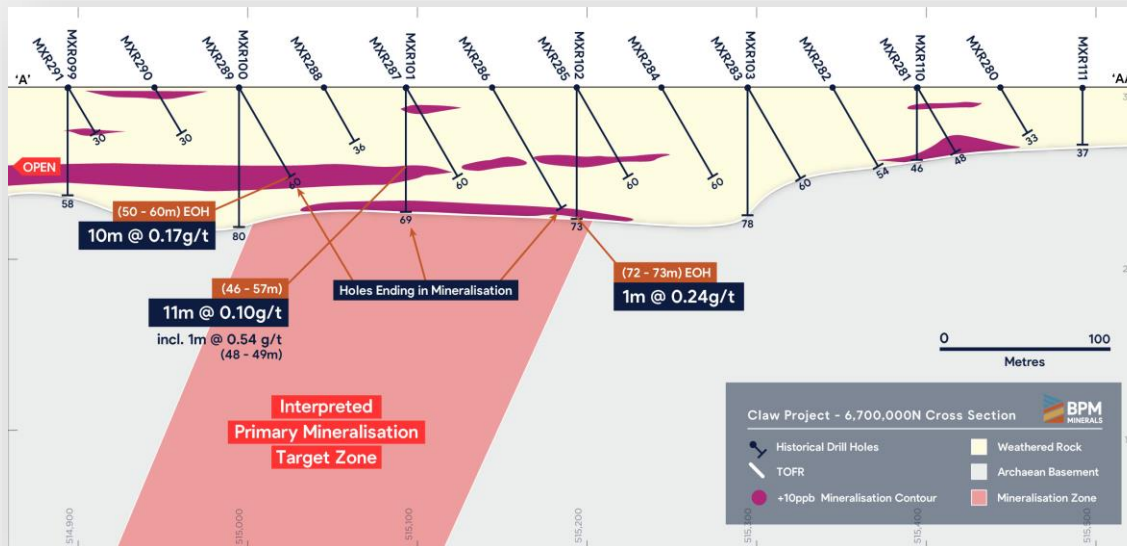 MXR291
MXR099
MXR290
MXR289
MXR100
MXR288
MXR287
MXR101
MXR286
MXR285
MXR102
MXR284
MXR283
MXR103
MXR282
MXR281
MXR110
MXR280
MXR111
'A'
'AA
30
30
36
33
37
OPEN
60
60
60
60
60
54
46
48
58
80
69
73
78
(50 - 60m) EOH
10m @ 0.17g/t
(46 - 57m)
11m @ 0.10g/t
incl. 1m @ 0.54 g/t
(48 - 49m)
Holes Ending in Mineralisation
(72 - 73m) EOH
1m @ 0.24g/t
0 100
Metres
Interpreted
Primary Mineralisation
Target Zone
Claw Project - 6,700,000N Cross Section
BPM
MINERALS
Historical Drill Holes
Weathered Rock
TOFR
Archaean Basement
+10ppb Mineralisation Contour
Mineralisation Zone
514,900
515,000
515,100
515,200
515,300
515,400